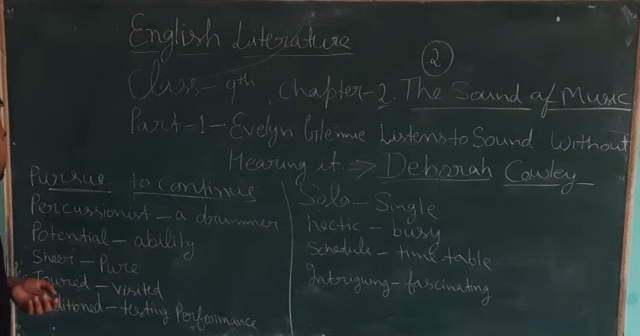 English Literature
2
Class-9th, Chapter-2. The Sound of Music
Part-1-Evelyn Glennie Listens to Sound Without
Hearing it. => Deborah Cowley
Pursue to continue
Percussionist - a drummer
Potential - ability
Sheer - Pure
Toured - visited
testing Performance
Solo - Single
hectic - busy
Schedule - time table
Intriguing - fascinating